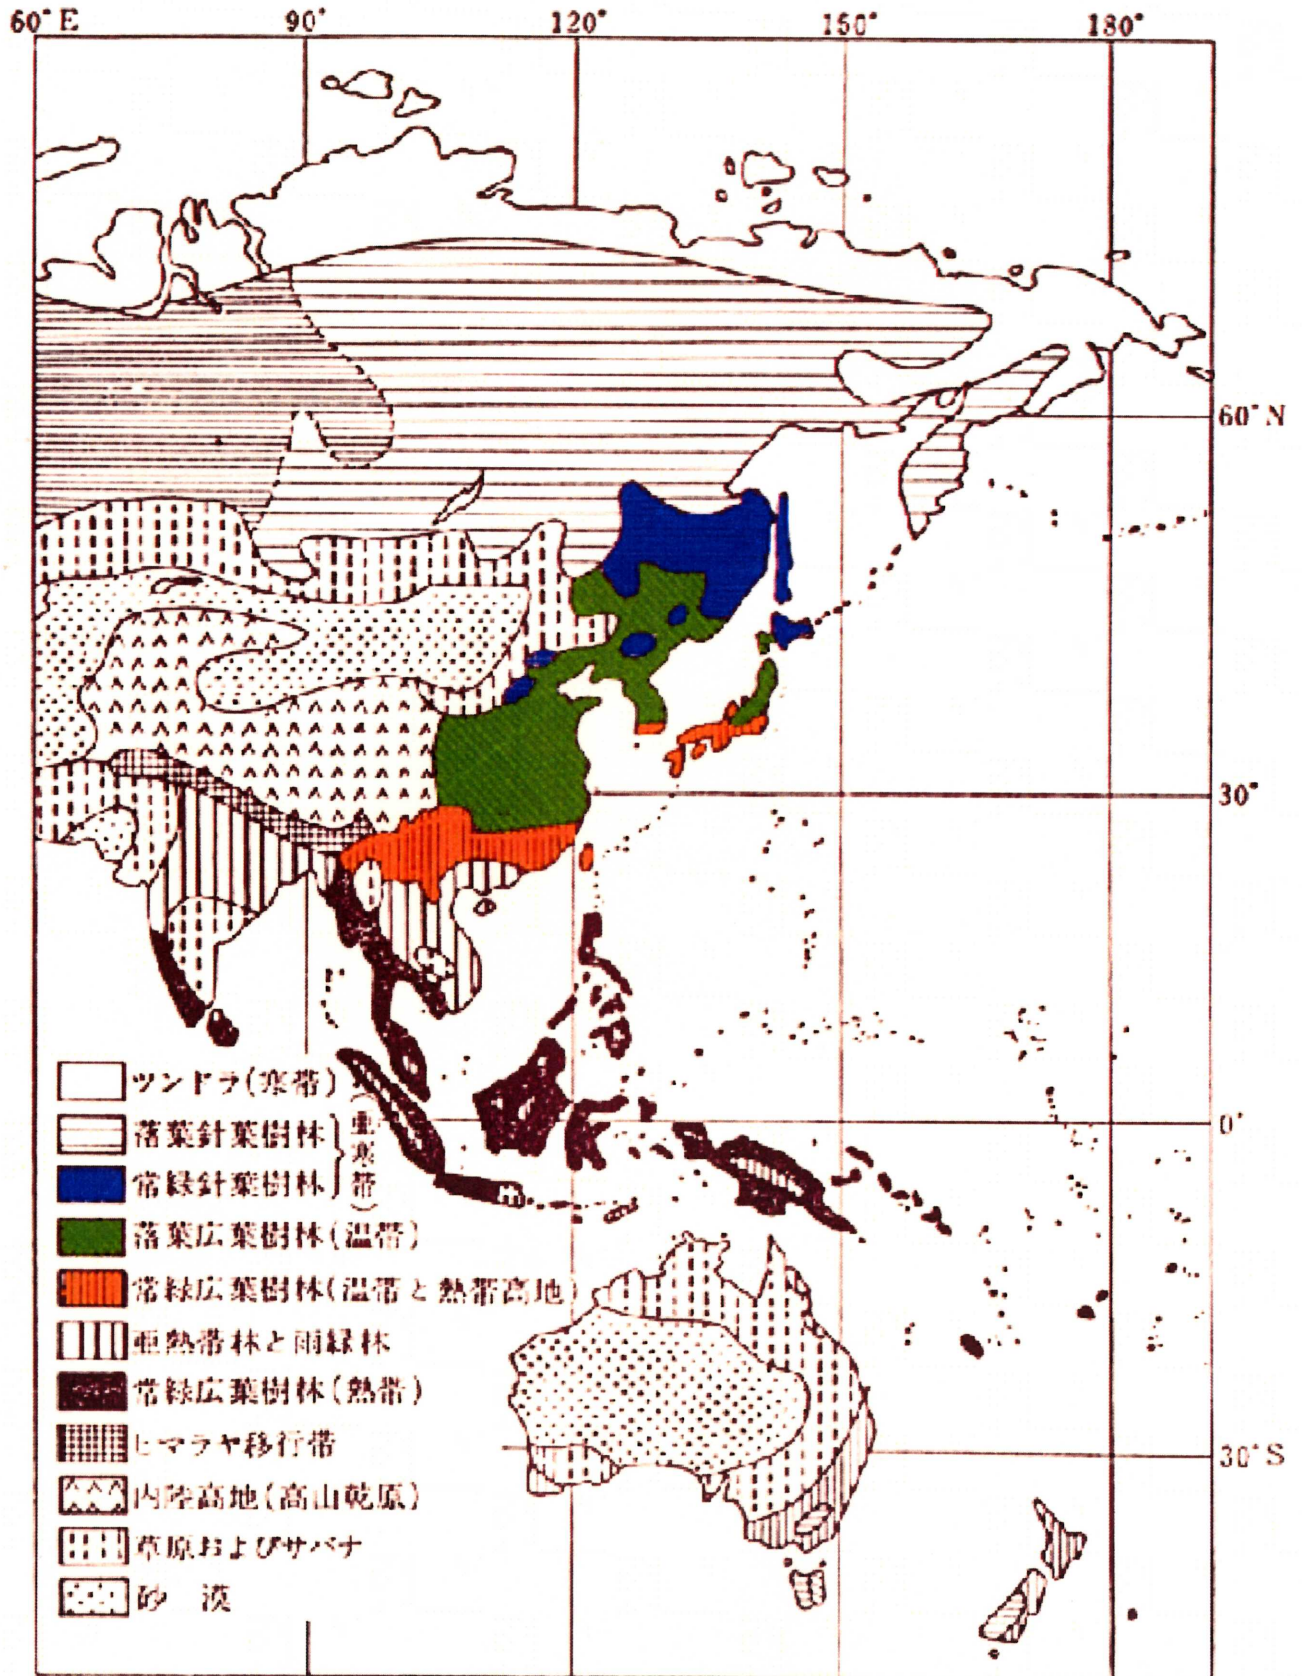 60°E 90° 120° 150° 180°
60°N
30°
0°
30°S
ツンドラ(寒帯)
落葉針葉樹林
常緑針葉樹林
(亜寒帯)
落葉広葉樹林(温帯)
常緑広葉樹林(温帯と熱帯高地)
亜熱帯林と雨緑林
常緑広葉樹林(熱帯)
ヒマラヤ移行帯
内陸高地(高山乾原)
草原およびサバナ
砂漠